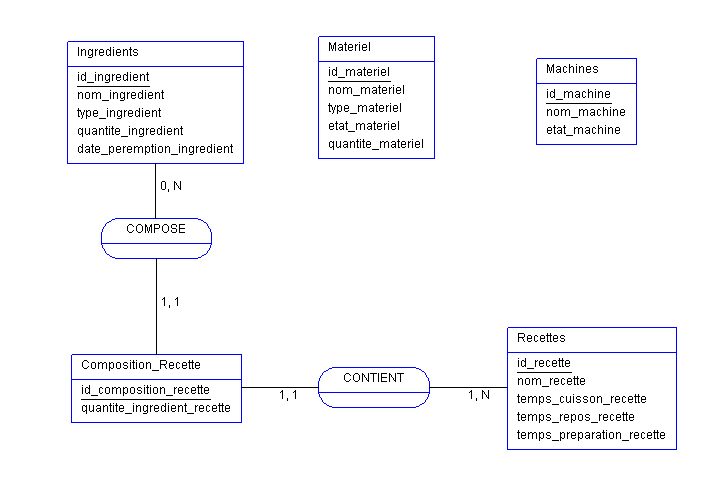 Ingredients
id_ingredient
nom_ingredient
type_ingredient
quantite_ingredient
date_peremption_ingredient
Materiel
id_materiel
nom_materiel
type_materiel
etat_materiel
quantite_materiel
Machines
id_machine
nom_machine
etat_machine
0, N
COMPOSE
1, 1
Composition_Recette
id_composition_recette
quantite_ingredient_recette
1, 1
CONTIENT
1, N
Recettes
id_recette
nom_recette
temps_cuisson_recette
temps_repos_recette
temps_preparation_recette